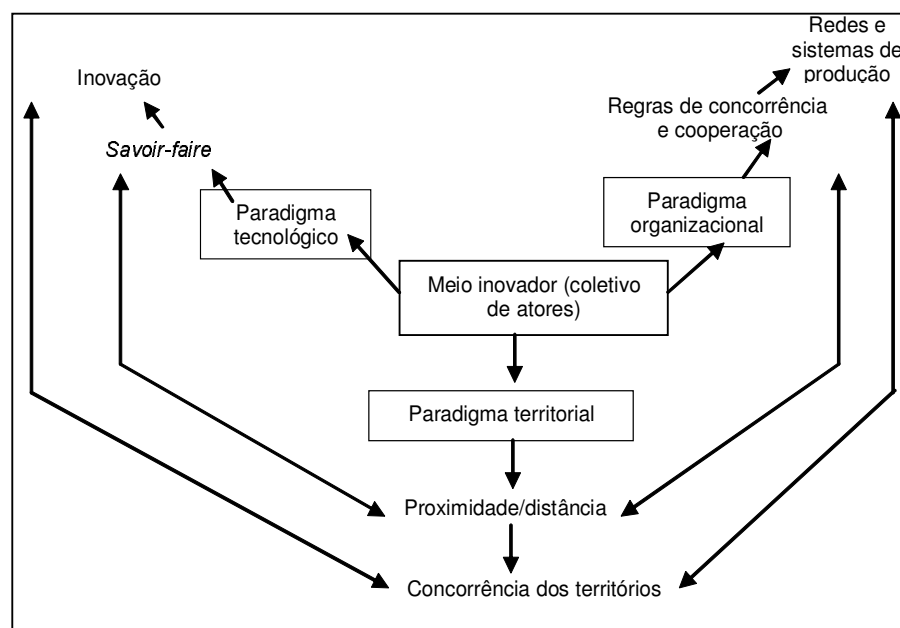 Redes e
sistemas de
produção
Inovação
Regras de concorrência
e cooperação
Savoir-faire
Paradigma
tecnológico
Paradigma
organizacional
Meio inovador (coletivo
de atores)
Paradigma territorial
Proximidade/distância
Concorrência dos territórios